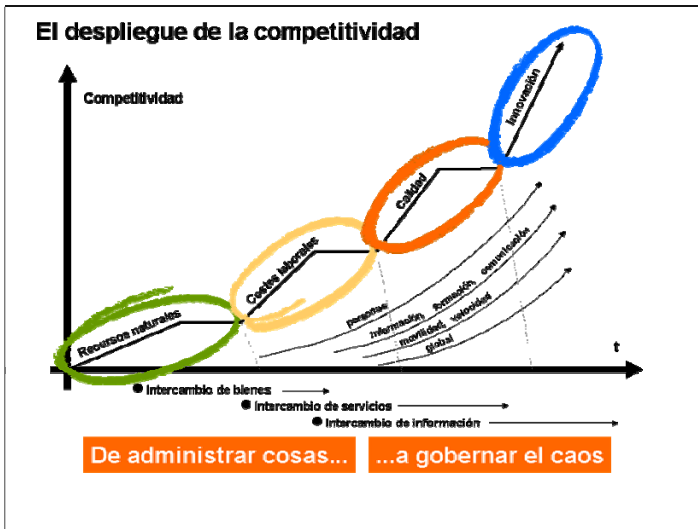 El despliegue de la competitividad
Competitividad
Innovación
Calidad
Costes laborales
Recursos naturales
personas
información, formación, comunicación
movilidad, velocidad
global
t
Intercambio de bienes
Intercambio de servicios
Intercambio de información
De administrar cosas...
...a gobernar el caos